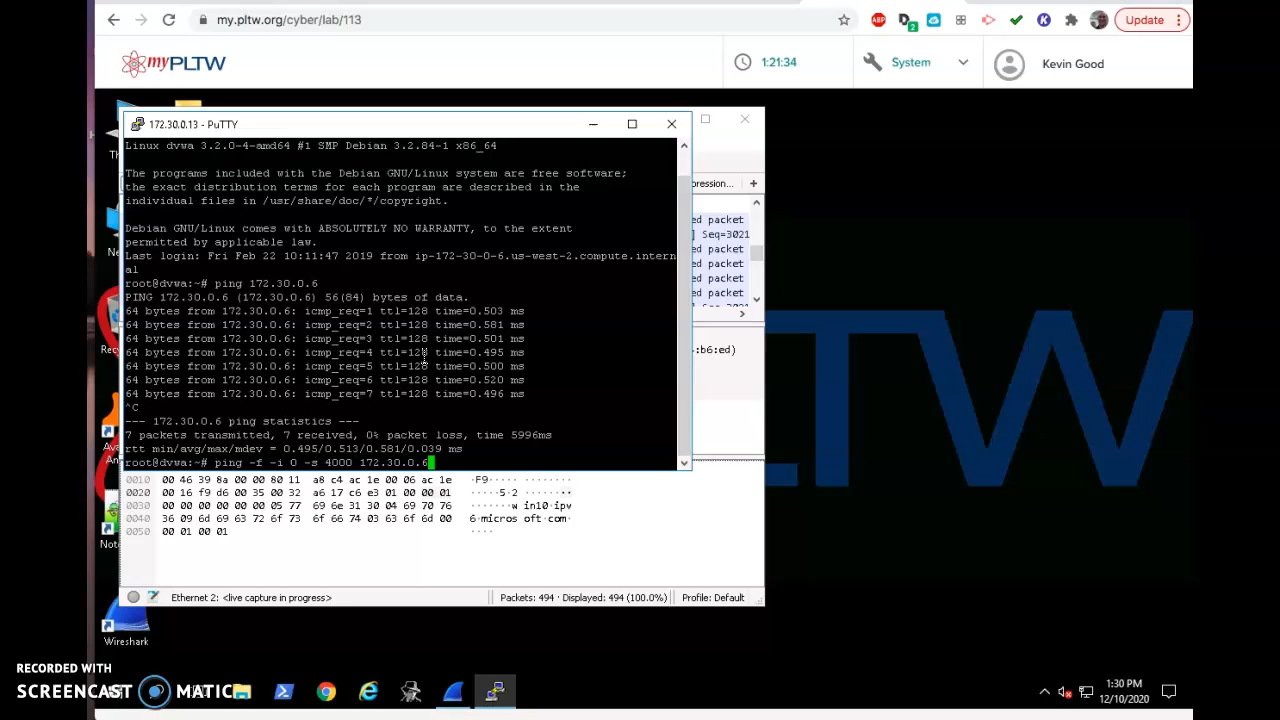 my.pltw.org/cyber/lab/113
ABP
2
Update
myPLTW
1:21:34
System
Kevin Good
172.30.0.13 - PuTTY
Linux dvwa 3.2.0-4-amd64 #1 SMP Debian 3.2.84-1 x86_64
The programs included with the Debian GNU/Linux system are free software;
the exact distribution terms for each program are described in the
individual files in /usr/share/doc/*/copyright.
Debian GNU/Linux comes with ABSOLUTELY NO WARRANTY, to the extent
permitted by applicable law.
Last login: Fri Feb 22 10:11:47 2019 from ip-172-30-0-6.us-west-2.compute.intern
al
root@dvwa:~# ping 172.30.0.6
PING 172.30.0.6 (172.30.0.6) 56(84) bytes of data.
64 bytes from 172.30.0.6: icmp_req=1 ttl=128 time=0.503 ms
64 bytes from 172.30.0.6: icmp_req=2 ttl=128 time=0.581 ms
64 bytes from 172.30.0.6: icmp_req=3 ttl=128 time=0.501 ms
64 bytes from 172.30.0.6: icmp_req=4 ttl=128 time=0.495 ms
64 bytes from 172.30.0.6: icmp_req=5 ttl=128 time=0.500 ms
64 bytes from 172.30.0.6: icmp_req=6 ttl=128 time=0.520 ms
64 bytes from 172.30.0.6: icmp_req=7 ttl=128 time=0.496 ms
^C
--- 172.30.0.6 ping statistics ---
7 packets transmitted, 7 received, 0% packet loss, time 5996ms
rtt min/avg/max/mdev = 0.495/0.513/0.581/0.039 ms
root@dvwa:~# ping -f -i 0 -s 4000 172.30.0.6
pression... +
ed packet
] Seq=3021
ed packet
ed packet
ed packet
ed packet
:b6:ed)
0010 00 46 39 8a 00 00 80 11 a8 c4 ac 1e 00 06 ac 1e ·F9·····
0020 00 16 f9 d6 00 35 00 32 a6 17 c6 e3 01 00 00 01 ·····5·2
0030 00 00 00 00 00 05 77 69 6e 31 30 04 69 70 76 ······w in10·ipv
0040 36 09 6d 69 63 72 6f 73 6f 66 74 03 63 6f 6d 00 6·micros oft·com·
0050 00 01 00 01 ····
Ethernet 2: <live capture in progress>
Packets: 494 · Displayed: 494 (100.0%)
Profile: Default
Wireshark
PLTW
RECORDED WITH
SCREENCAST MATIC
1:30 PM
12/10/2020